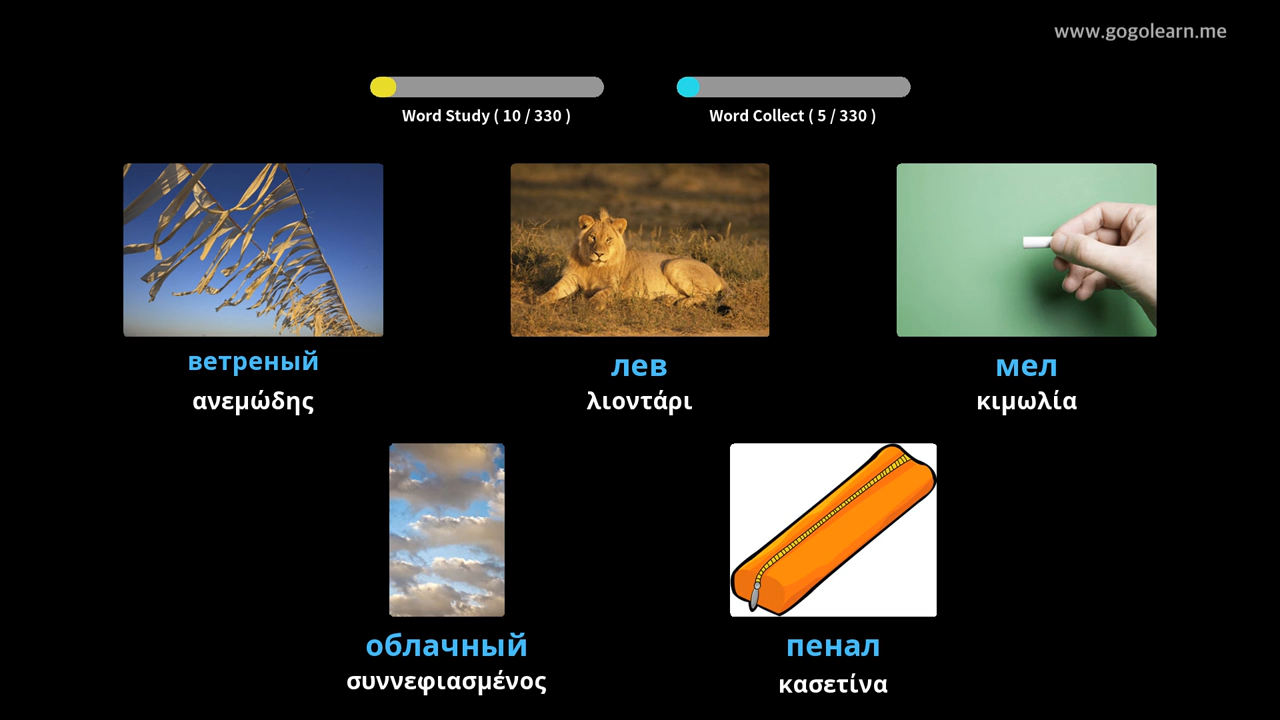 www.gogolearn.me
Word Study ( 10 / 330 )
Word Collect ( 5 / 330 )
ветреный
лев
мел
ανεμώδης
λιοντάρι
κιμωλία
облачный
пенал
συννεφιασμένος
κασετίνα